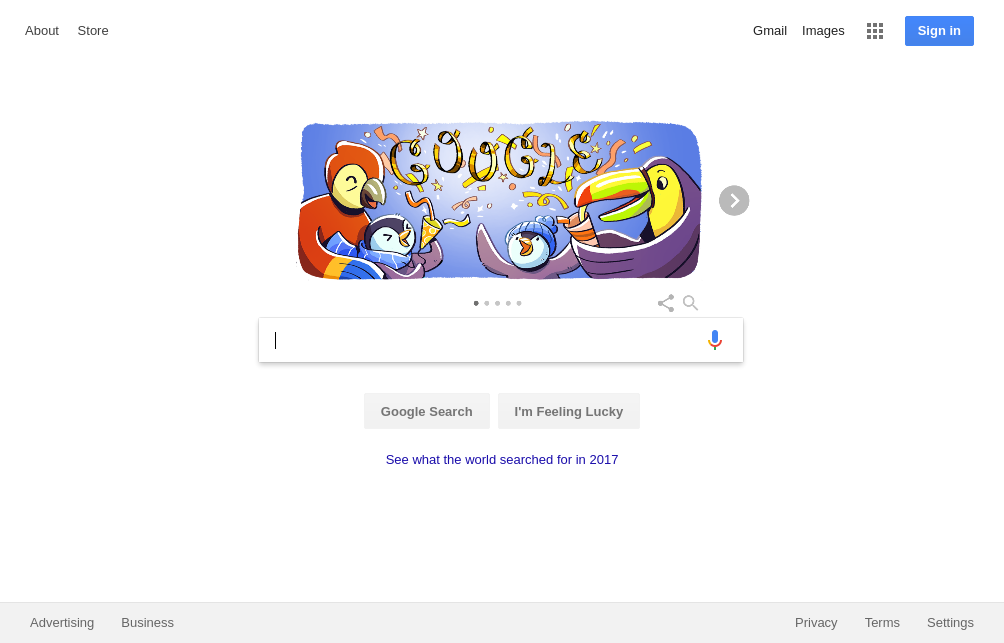 About Store
Gmail Images Sign in
GOOGLE
Google Search I'm Feeling Lucky
See what the world searched for in 2017
Advertising Business
Privacy Terms Settings